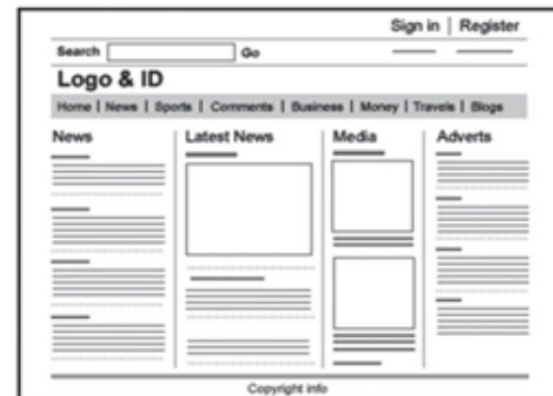 Sign in | Register
Search Go
Logo & ID
Home | News | Sports | Comments | Business | Money | Travels | Blogs
News Latest News Media Adverts
Copyright info